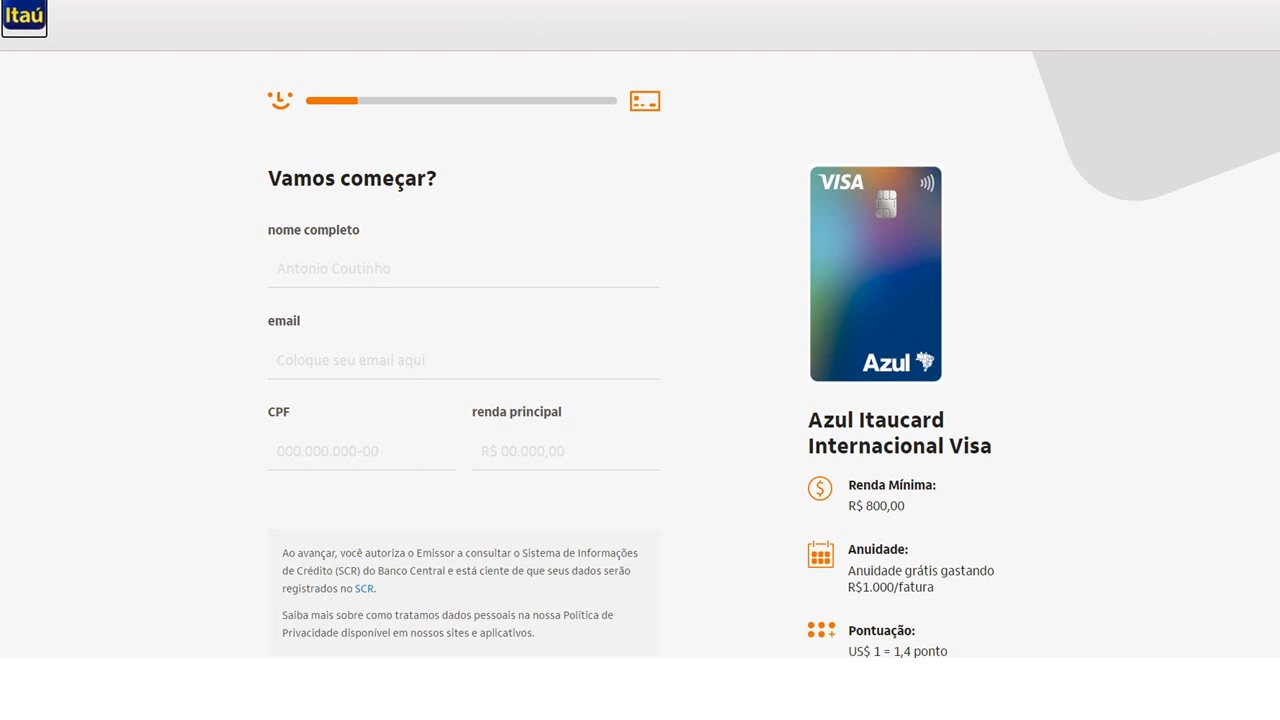 Itaú
Vamos começar?
nome completo
Antonio Coutinho
email
Coloque seu email aqui
CPF
renda principal
000.000.000-00
R$ 00.000,00
Ao avançar, você autoriza o Emissor a consultar o Sistema de Informações
de Crédito (SCR) do Banco Central e está ciente de que seus dados serão
registrados no SCR.
Saiba mais sobre como tratamos dados pessoais na nossa Política de
Privacidade disponível em nossos sites e aplicativos.
VISA
Azul
Azul Itaucard
Internacional Visa
Renda Mínima:
R$ 800,00
Anuidade:
Anuidade grátis gastando
R$1.000/fatura
Pontuação:
US$ 1 = 1,4 ponto